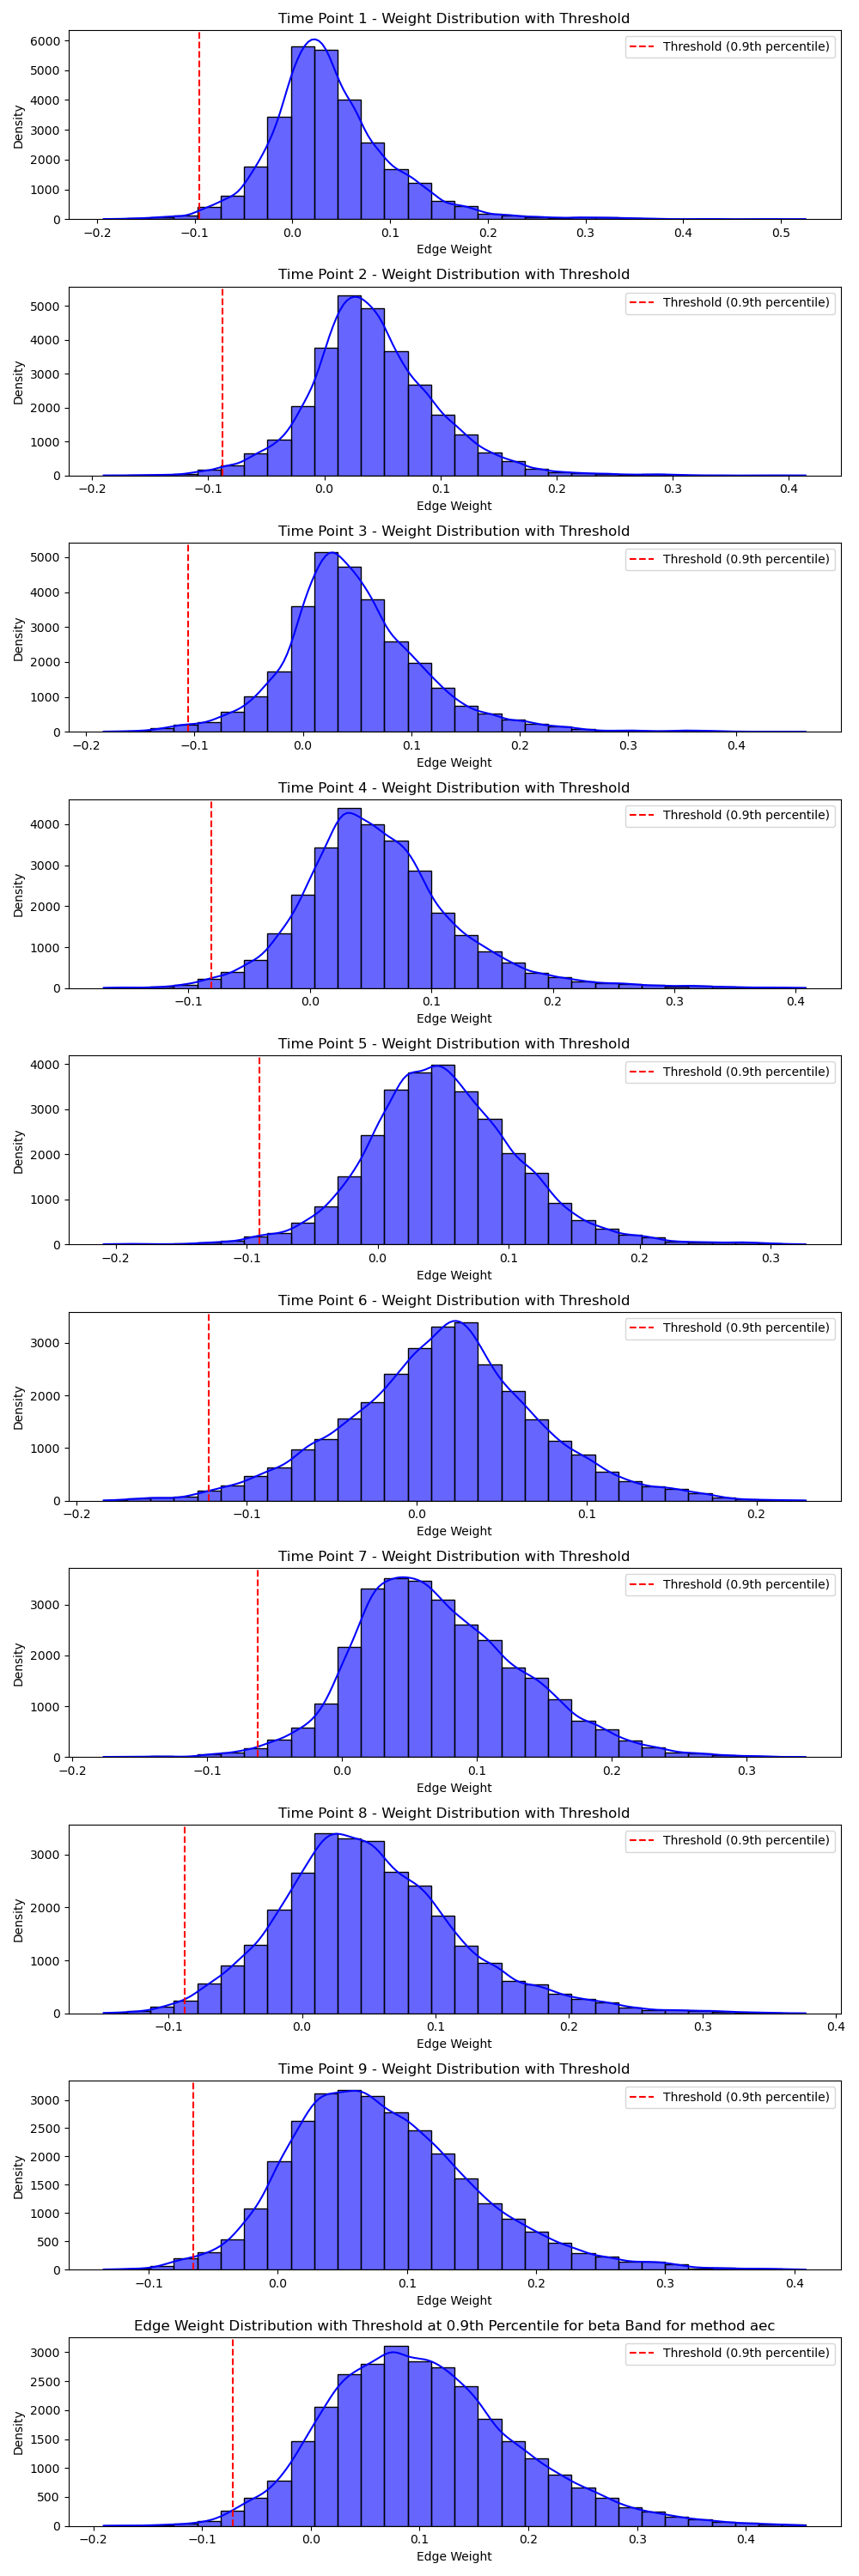 Time Point 1 - Weight Distribution with Threshold
Threshold (0.9th percentile)
Density
6000
5000
4000
3000
2000
1000
0
−0.2 −0.1 0.0 0.1 0.2 0.3 0.4 0.5
Edge Weight
Time Point 2 - Weight Distribution with Threshold
Threshold (0.9th percentile)
Density
5000
4000
3000
2000
1000
0
−0.2 −0.1 0.0 0.1 0.2 0.3 0.4
Edge Weight
Time Point 3 - Weight Distribution with Threshold
Threshold (0.9th percentile)
Density
5000
4000
3000
2000
1000
0
−0.2 −0.1 0.0 0.1 0.2 0.3 0.4
Edge Weight
Time Point 4 - Weight Distribution with Threshold
Threshold (0.9th percentile)
Density
4000
3000
2000
1000
0
−0.1 0.0 0.1 0.2 0.3 0.4
Edge Weight
Time Point 5 - Weight Distribution with Threshold
Threshold (0.9th percentile)
Density
4000
3000
2000
1000
0
−0.2 −0.1 0.0 0.1 0.2 0.3
Edge Weight
Time Point 6 - Weight Distribution with Threshold
Threshold (0.9th percentile)
Density
3000
2000
1000
0
−0.2 −0.1 0.0 0.1 0.2
Edge Weight
Time Point 7 - Weight Distribution with Threshold
Threshold (0.9th percentile)
Density
3000
2000
1000
0
−0.2 −0.1 0.0 0.1 0.2 0.3
Edge Weight
Time Point 8 - Weight Distribution with Threshold
Threshold (0.9th percentile)
Density
3000
2000
1000
0
−0.1 0.0 0.1 0.2 0.3 0.4
Edge Weight
Time Point 9 - Weight Distribution with Threshold
Threshold (0.9th percentile)
Density
3000
2500
2000
1500
1000
500
0
−0.1 0.0 0.1 0.2 0.3 0.4
Edge Weight
Edge Weight Distribution with Threshold at 0.9th Percentile for beta Band for method aec
Threshold (0.9th percentile)
Density
3000
2500
2000
1500
1000
500
0
−0.2 −0.1 0.0 0.1 0.2 0.3 0.4
Edge Weight